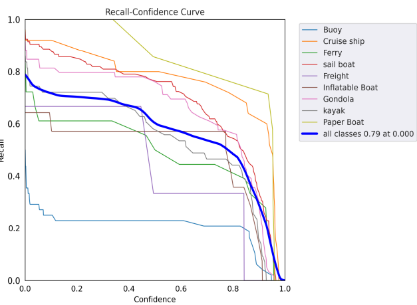 Recall-Confidence Curve
1.0
0.8
0.6
0.4
0.2
0.0
Recall
0.0 0.2 0.4 0.6 0.8 1.0
Confidence
Buoy
Cruise ship
Ferry
sail boat
Freight
Inflatable Boat
Gondola
kayak
Paper Boat
all classes 0.79 at 0.000